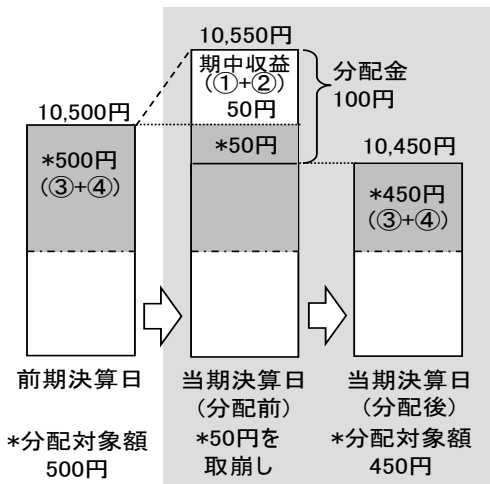 10,550円
期中収益
(①+②)
50円
分配金
100円
10,500円
*500円
(③+④)
*50円
10,450円
*450円
(③+④)
前期決算日
当期決算日
(分配前)
当期決算日
(分配後)
*分配対象額
500円
*50円を
取崩し
*分配対象額
450円